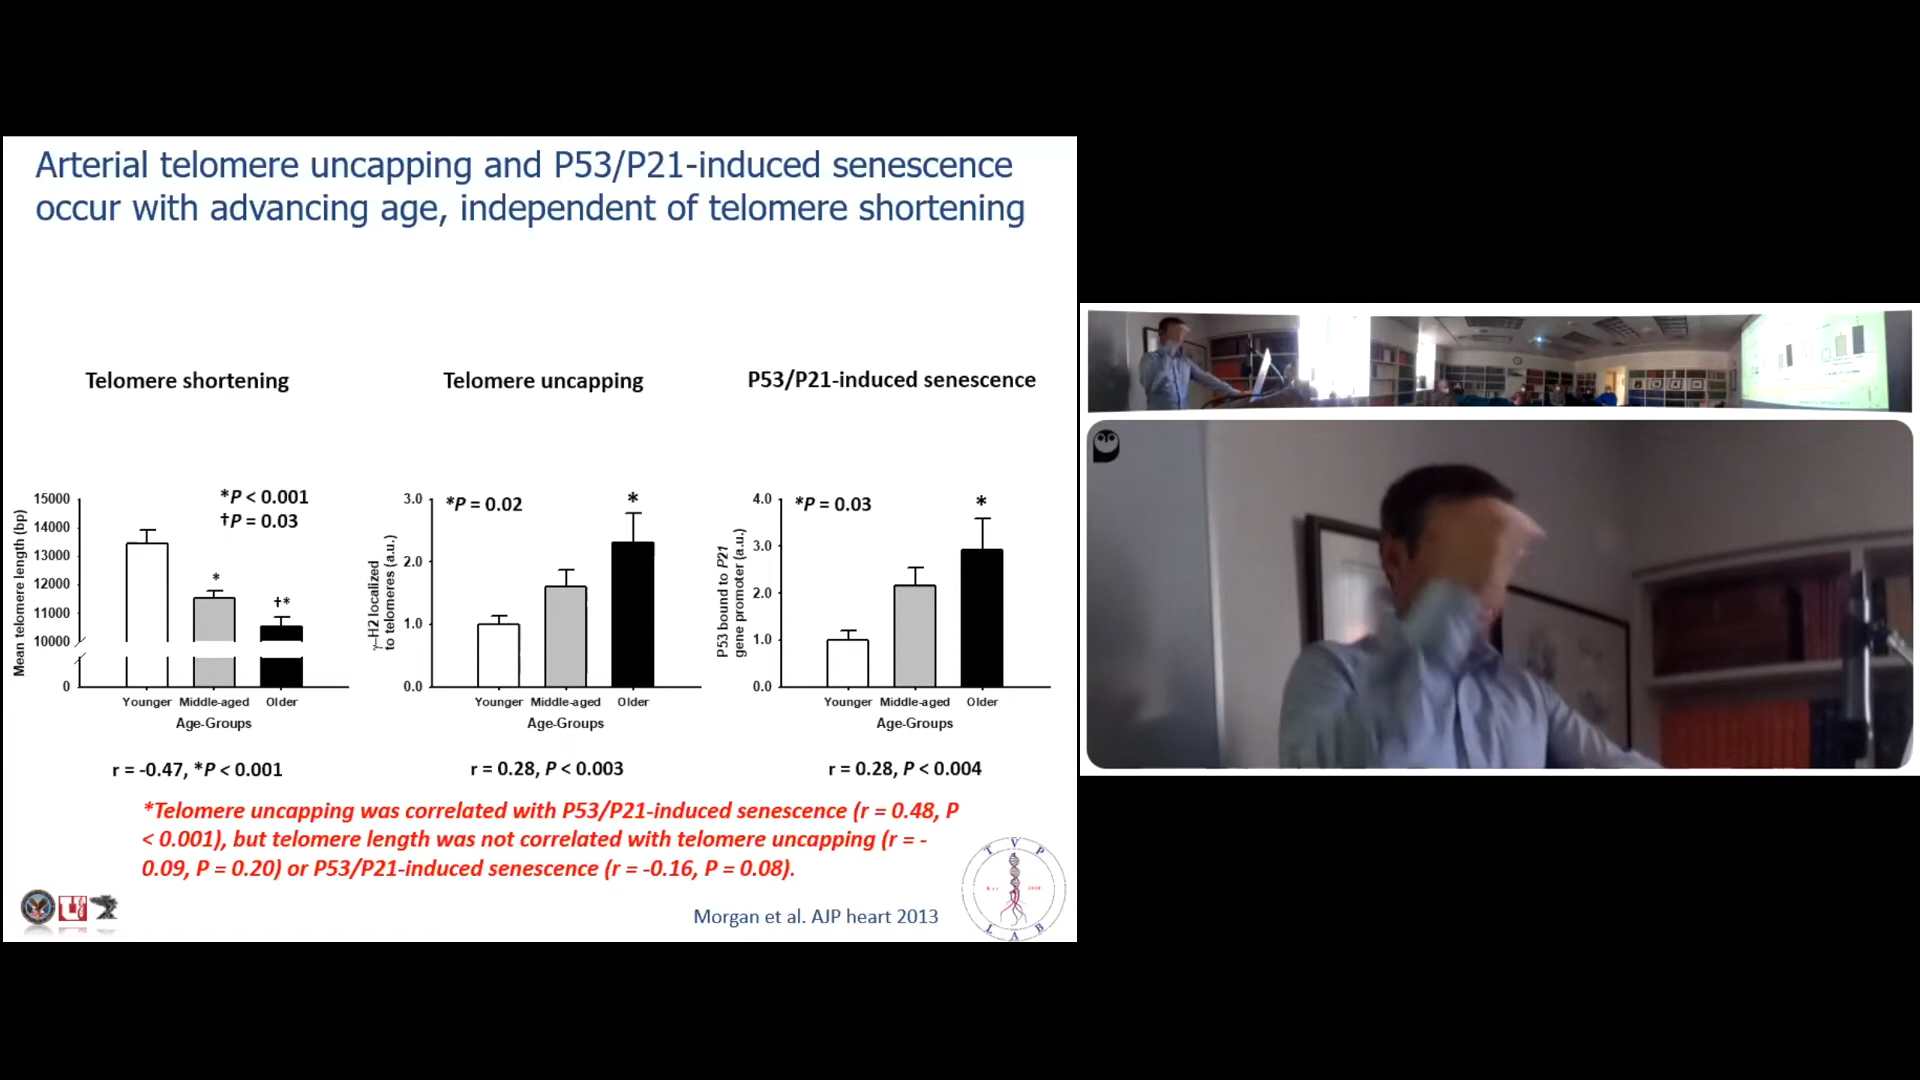 Arterial telomere uncapping and P53/P21-induced senescence
occur with advancing age, independent of telomere shortening
Telomere shortening
Telomere uncapping
P53/P21-induced senescence
Mean telomere length (bp)
15000
14000
13000
12000
11000
10000
0
*P < 0.001
†P = 0.03
*
†*
Younger Middle-aged Older
Age-Groups
r = -0.47, *P < 0.001
γ-H2 localized
to telomeres (a.u.)
3.0
2.0
1.0
0.0
*P = 0.02
*
Younger Middle-aged Older
Age-Groups
r = 0.28, P < 0.003
P53 bound to P21
gene promoter (a.u.)
4.0
3.0
2.0
1.0
0.0
*P = 0.03
*
Younger Middle-aged Older
Age-Groups
r = 0.28, P < 0.004
*Telomere uncapping was correlated with P53/P21-induced senescence (r = 0.48, P
< 0.001), but telomere length was not correlated with telomere uncapping (r = -
0.09, P = 0.20) or P53/P21-induced senescence (r = -0.16, P = 0.08).
Morgan et al. AJP heart 2013
T V P
L A B
U